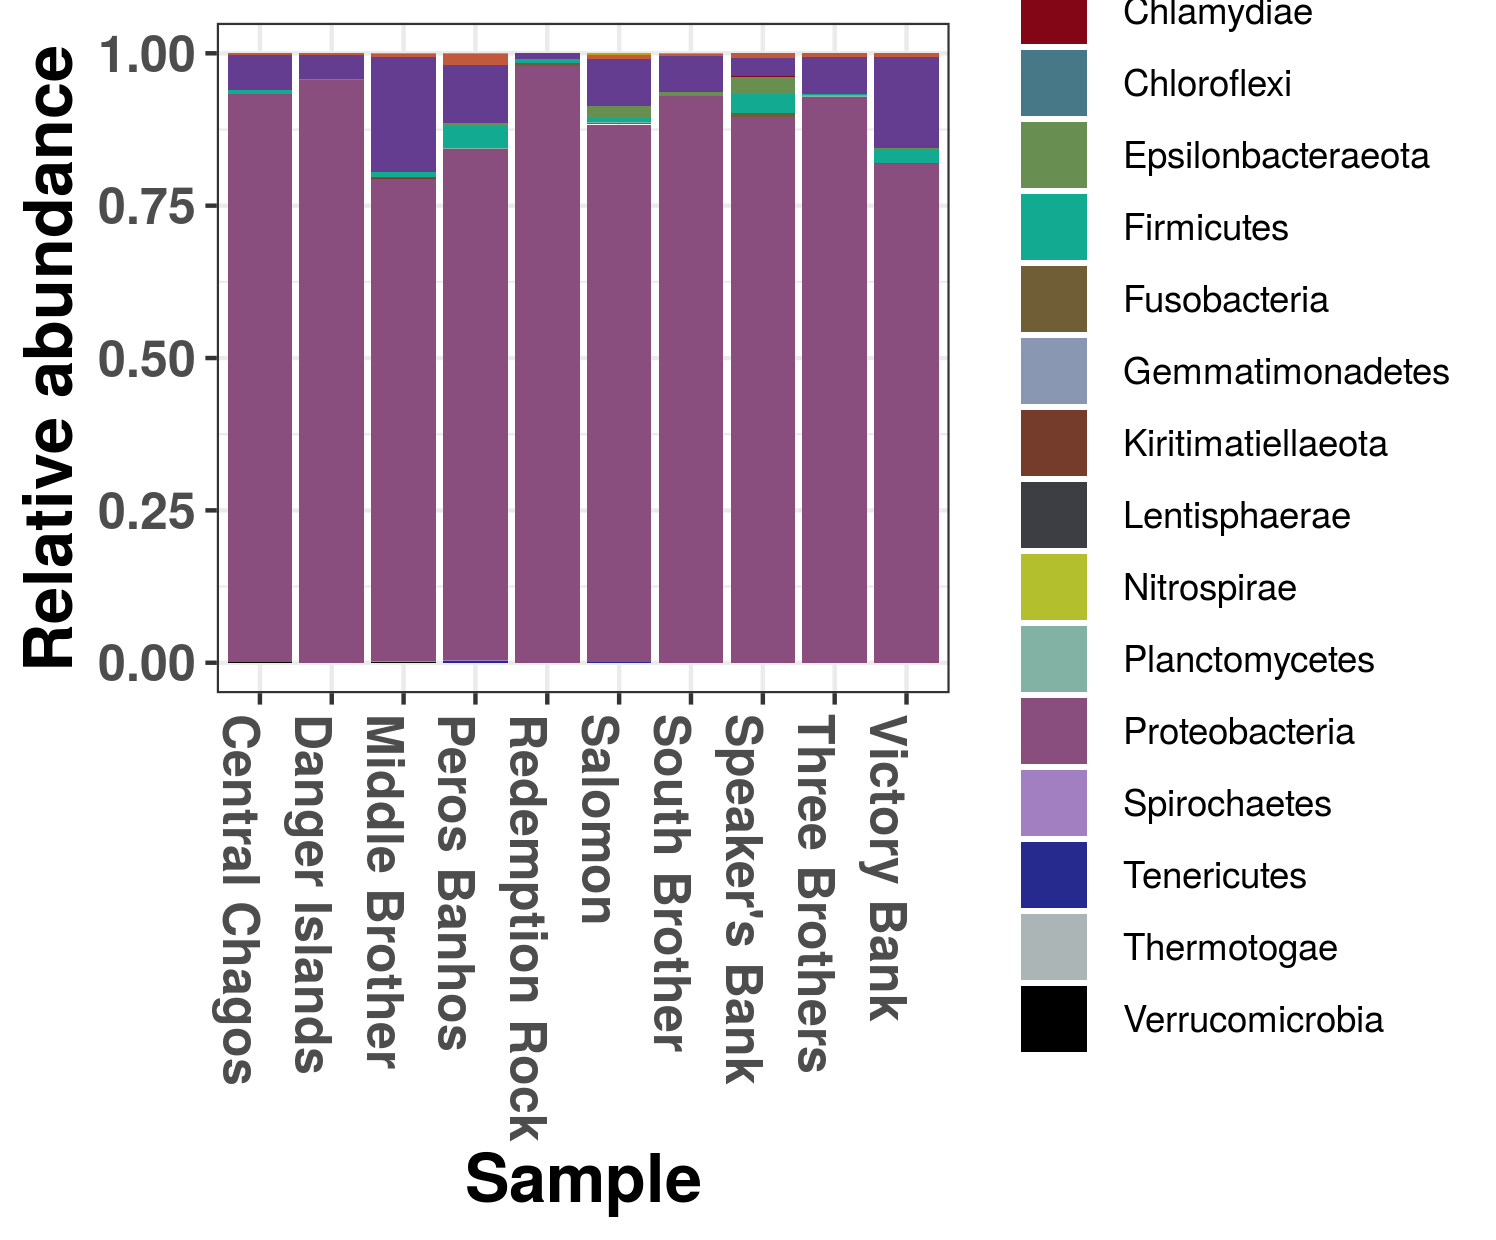 Relative abundance
1.00
0.75
0.50
0.25
0.00
Central Chagos
Danger Islands
Middle Brother
Peros Banhos
Redemption Rock
Salomon
South Brother
Speaker's Bank
Three Brothers
Victory Bank
Sample
Chlamydiae
Chloroflexi
Epsilonbacteraeota
Firmicutes
Fusobacteria
Gemmatimonadetes
Kiritimatiellaeota
Lentisphaerae
Nitrospirae
Planctomycetes
Proteobacteria
Spirochaetes
Tenericutes
Thermotogae
Verrucomicrobia